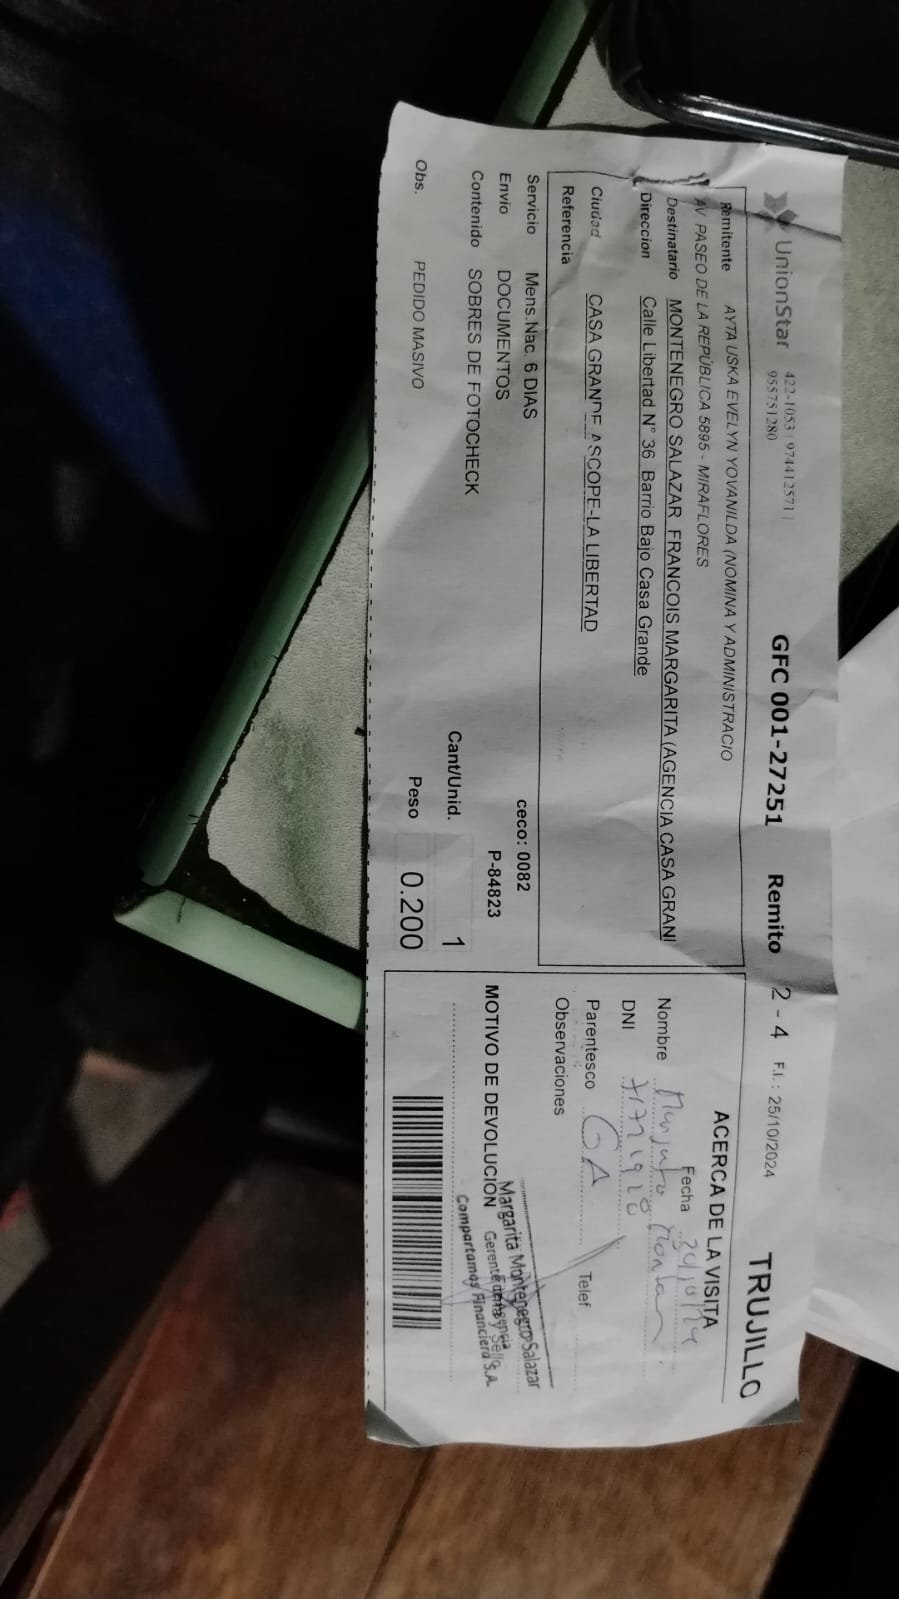 UnionStar 422-1053 | 974412571 |
955751280
GFC 001-27251 Remito 2 - 4 F.I.: 25/10/2024 TRUJILLO
Remitente AYTA USKA EVELYN YOVANILDA (NOMINA Y ADMINISTRACIO
AV. PASEO DE LA REPÚBLICA 5895 - MIRAFLORES
Destinatario MONTENEGRO SALAZAR FRANCOIS MARGARITA (AGENCIA CASA GRAN
Direccion Calle Libertad N° 36 Barrio Bajo Casa Grande
Ciudad CASA GRANDE ASCOPE-LA LIBERTAD
Referencia
Servicio Mens.Nac. 6 DIAS
ceco: 0082
Envio DOCUMENTOS
P-84823
Contenido SOBRES DE FOTOCHECK
Cant/Unid. 1
Obs. PEDIDO MASIVO
Peso 0.200
ACERCA DE LA VISITA
Fecha
Nombre
DNI
Parentesco GA Telef
Observaciones
Margarita Montenegro Salazar
Gerente
Compartamos Financiera S.A.
MOTIVO DE DEVOLUCION